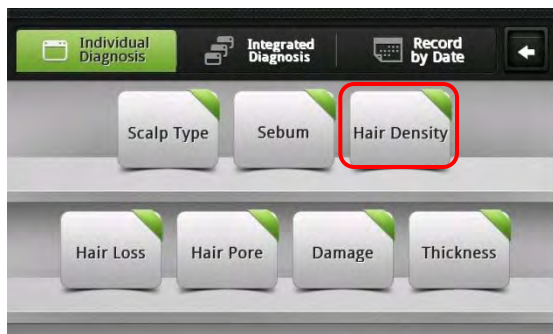 Individual
Diagnosis
Integrated
Diagnosis
Record
by Date
Scalp Type
Sebum
Hair Density
Hair Loss
Hair Pore
Damage
Thickness